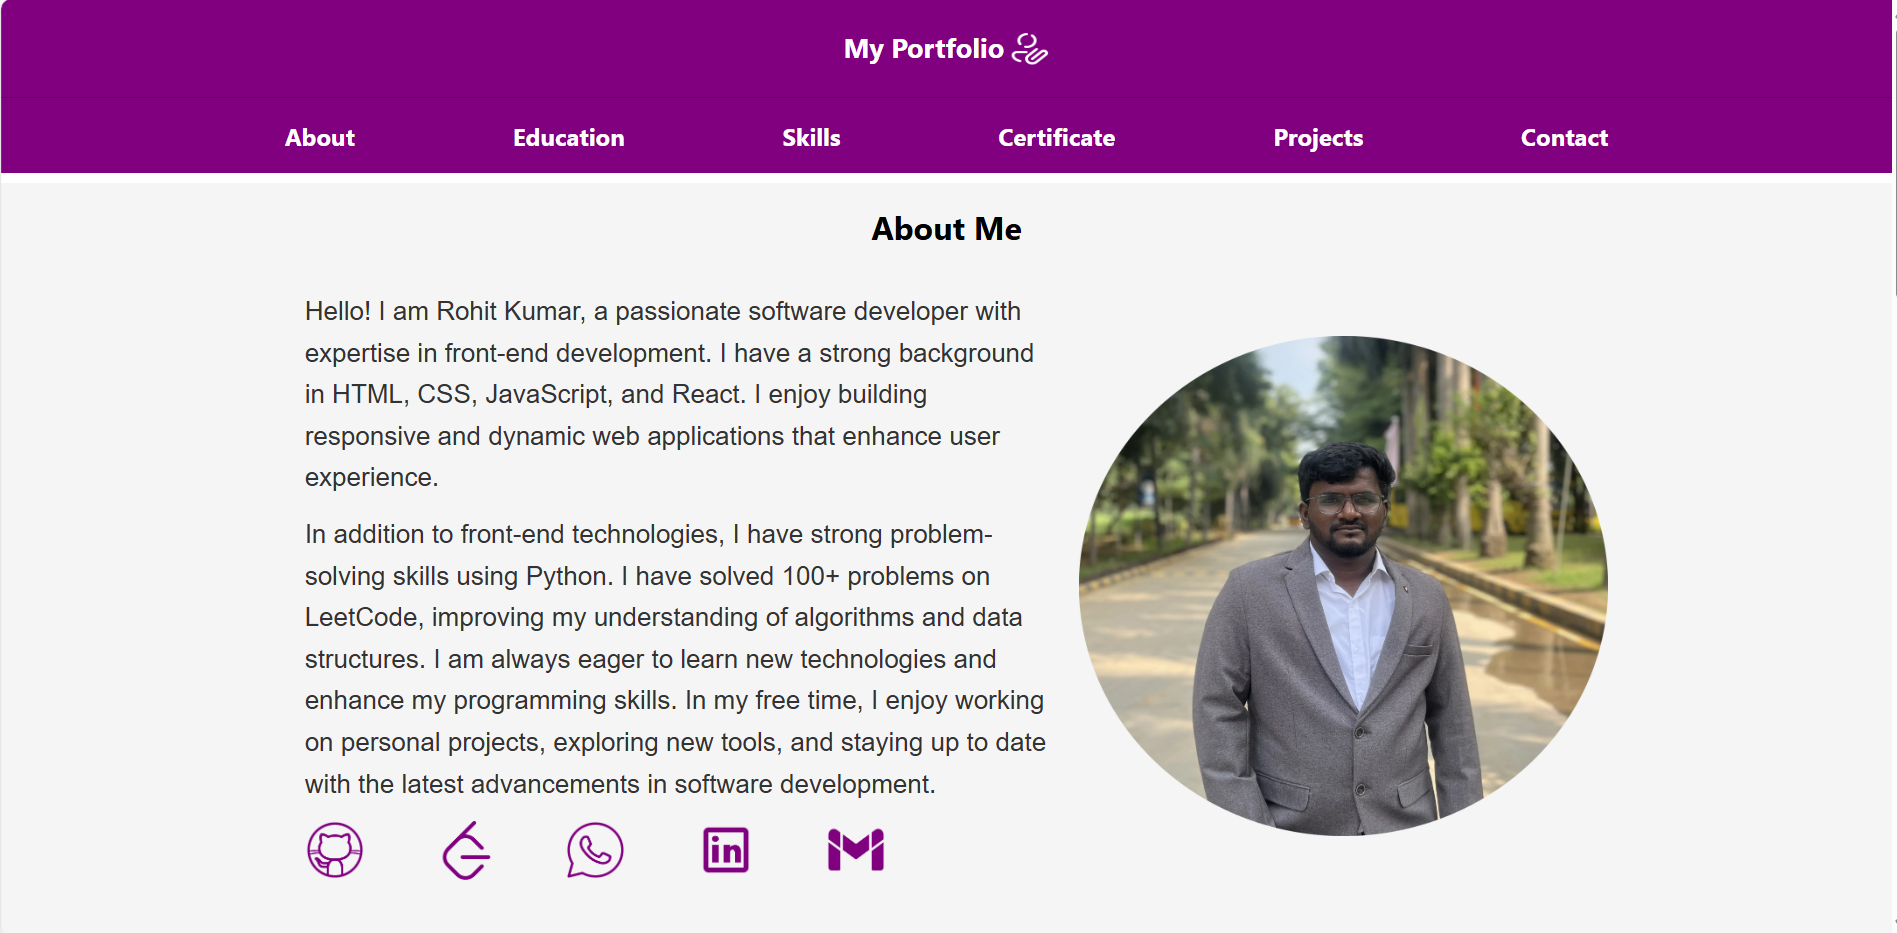 My Portfolio
About Education Skills Certificate Projects Contact
About Me
Hello! I am Rohit Kumar, a passionate software developer with
expertise in front-end development. I have a strong background
in HTML, CSS, JavaScript, and React. I enjoy building
responsive and dynamic web applications that enhance user
experience.
In addition to front-end technologies, I have strong problem-
solving skills using Python. I have solved 100+ problems on
LeetCode, improving my understanding of algorithms and data
structures. I am always eager to learn new technologies and
enhance my programming skills. In my free time, I enjoy working
on personal projects, exploring new tools, and staying up to date
with the latest advancements in software development.
in